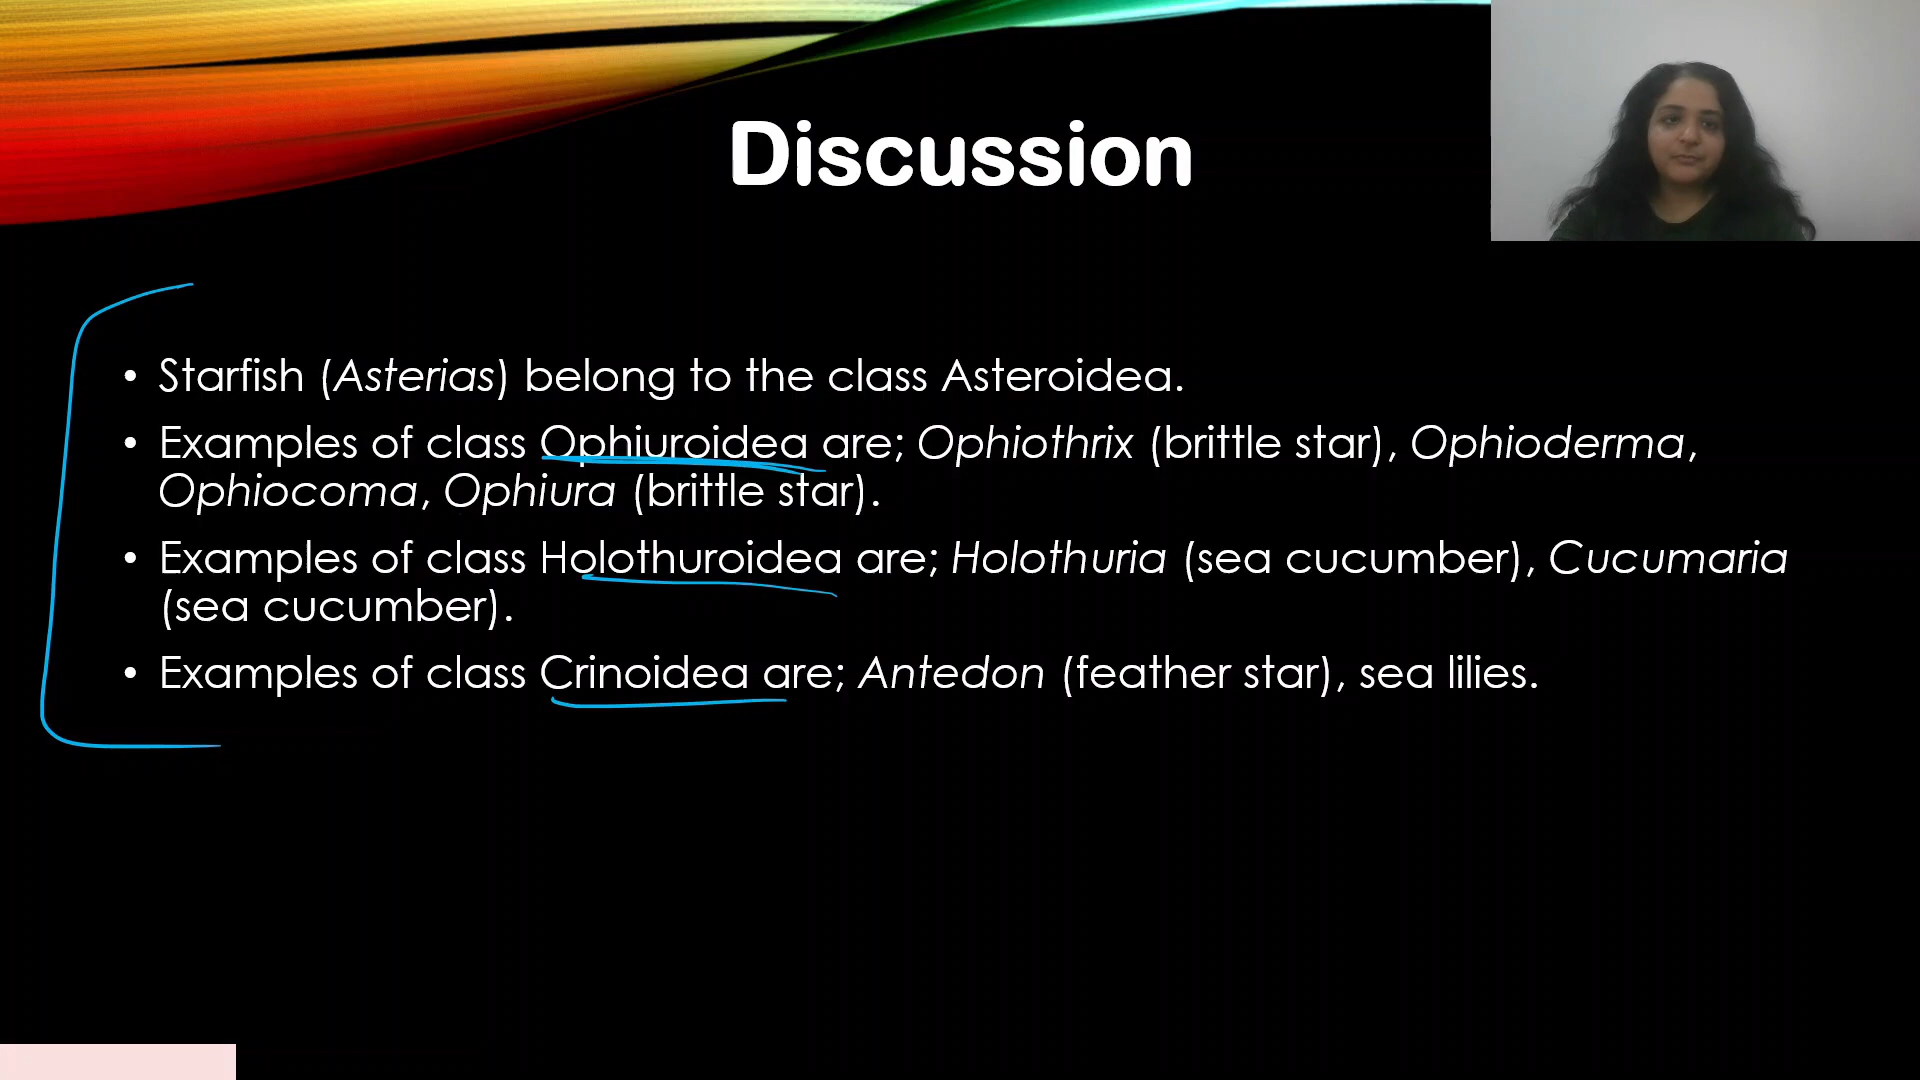 Discussion
• Starfish (Asterias) belong to the class Asteroidea.
• Examples of class Ophiuroidea are; Ophiothrix (brittle star), Ophioderma,
Ophiocoma, Ophiura (brittle star).
• Examples of class Holothuroidea are; Holothuria (sea cucumber), Cucumaria
(sea cucumber).
• Examples of class Crinoidea are; Antedon (feather star), sea lilies.